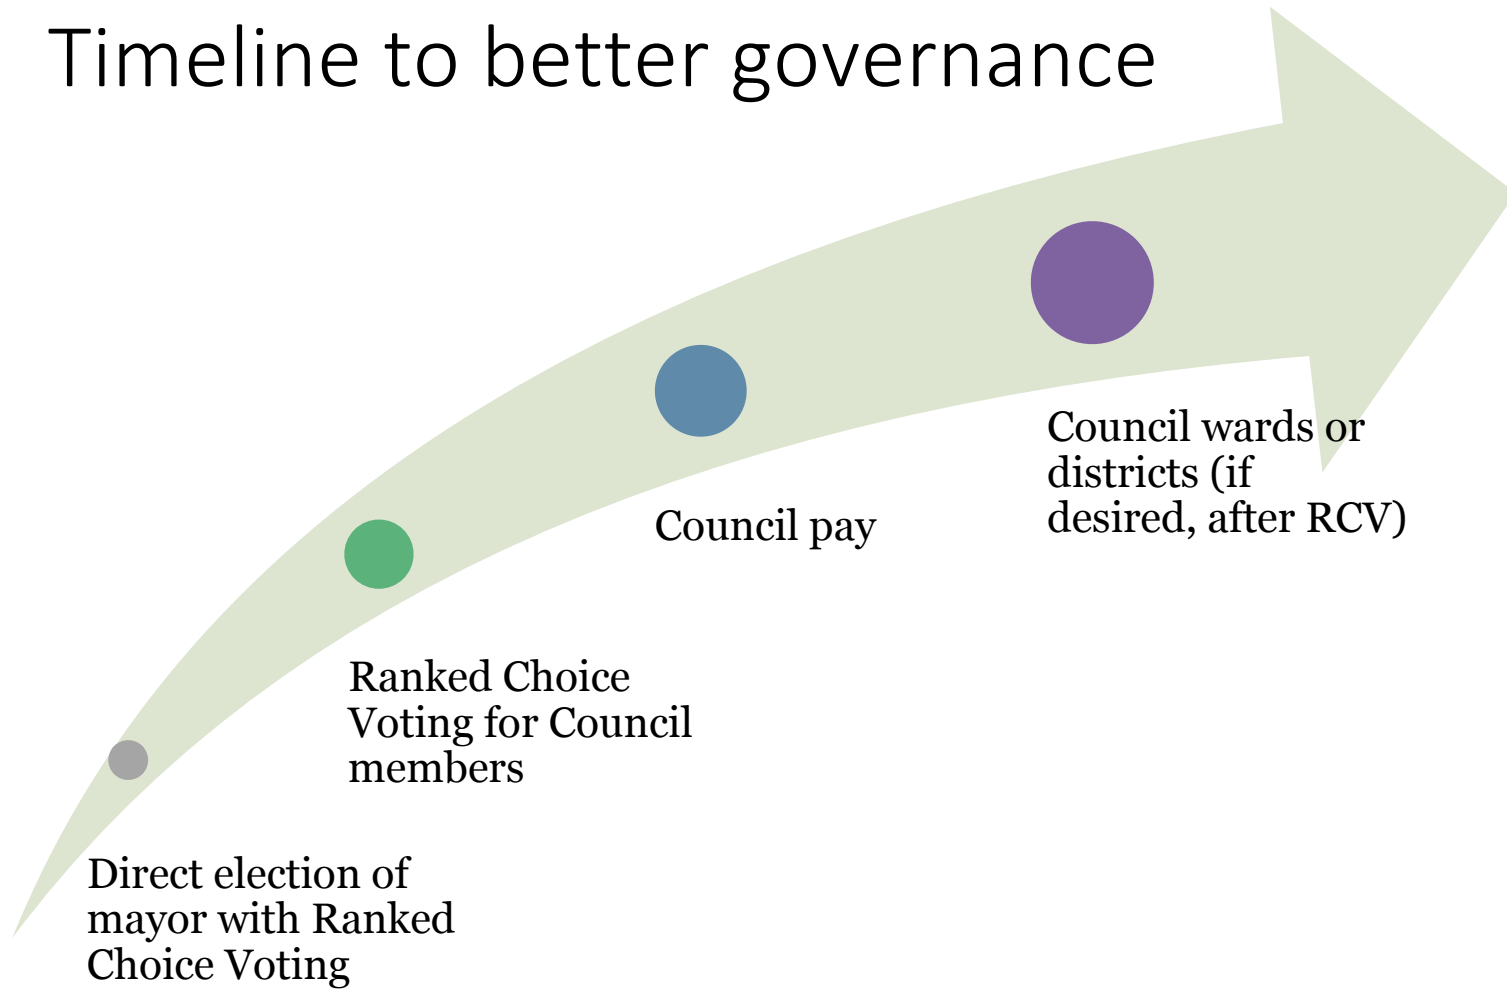 Timeline to better governance
Direct election of
mayor with Ranked
Choice Voting
Ranked Choice
Voting for Council
members
Council pay
Council wards or
districts (if
desired, after RCV)